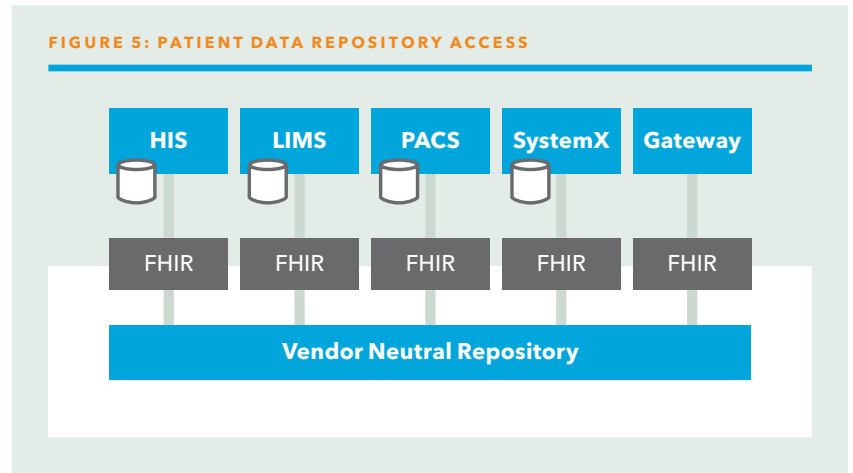 FIGURE 5: PATIENT DATA REPOSITORY ACCESS
HIS LIMS PACS SystemX Gateway
FHIR FHIR FHIR FHIR FHIR
Vendor Neutral Repository